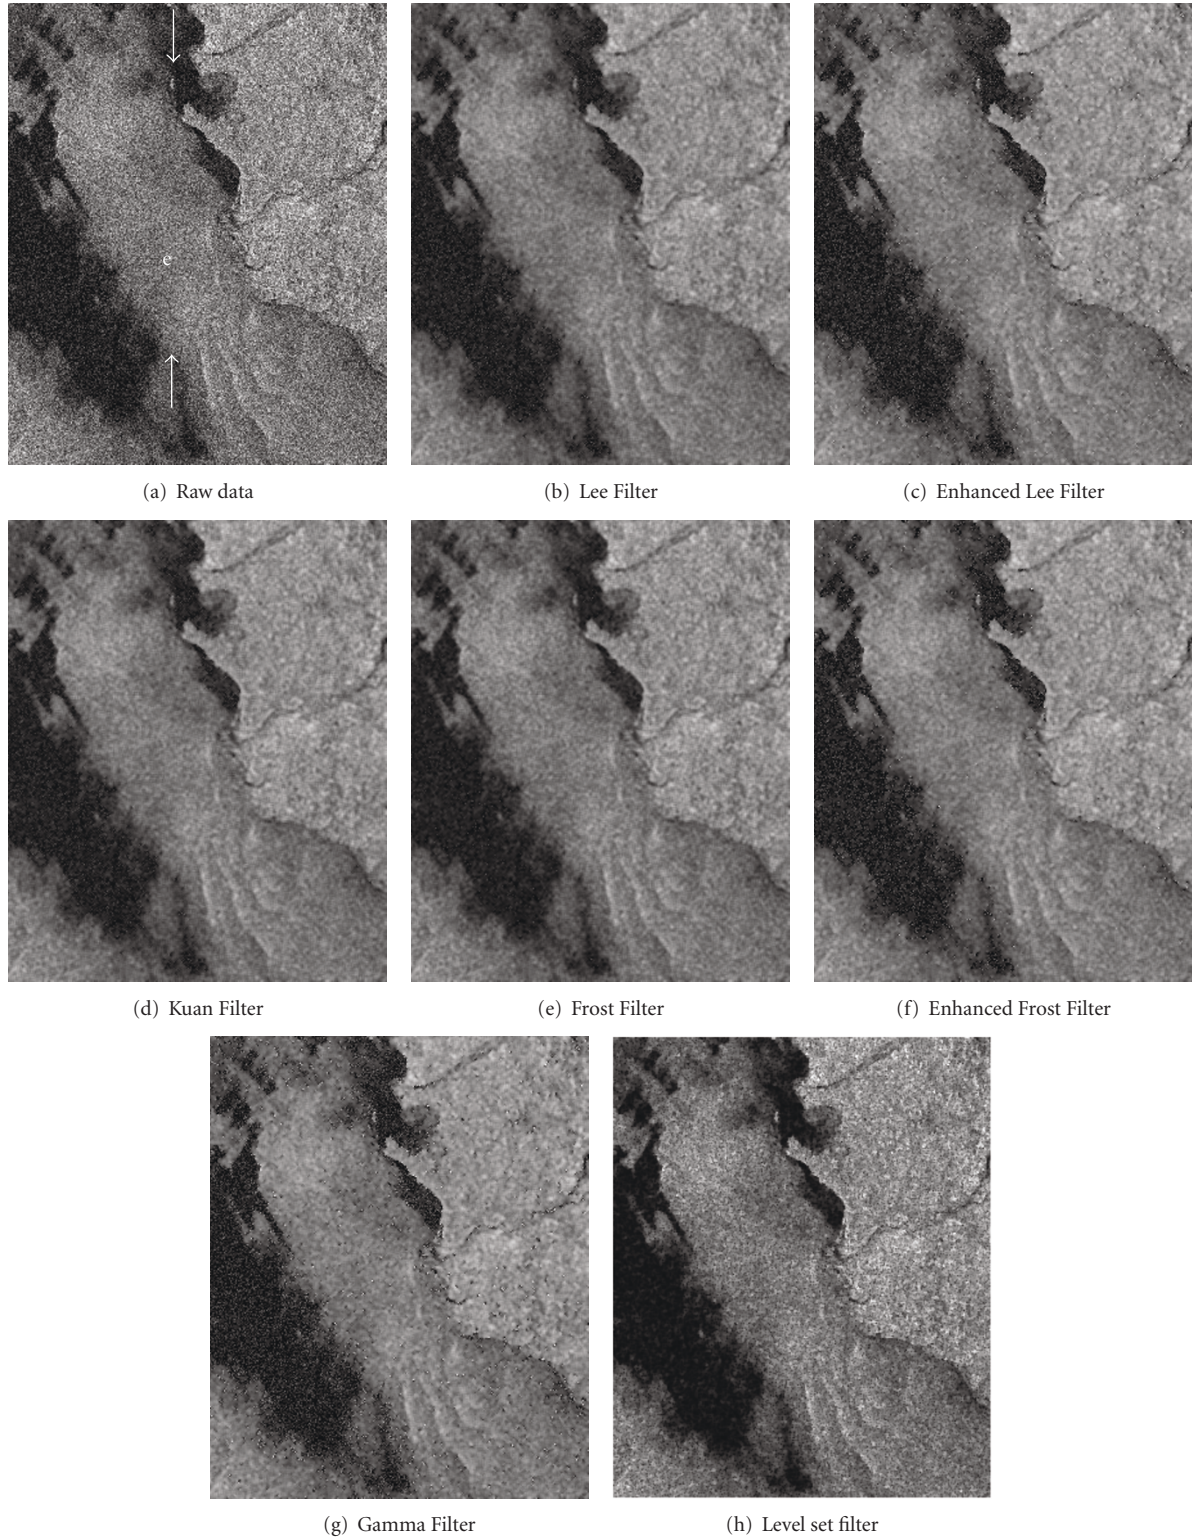 e
(a) Raw data
(b) Lee Filter
(c) Enhanced Lee Filter
(d) Kuan Filter
(e) Frost Filter
(f) Enhanced Frost Filter
(g) Gamma Filter
(h) Level set filter